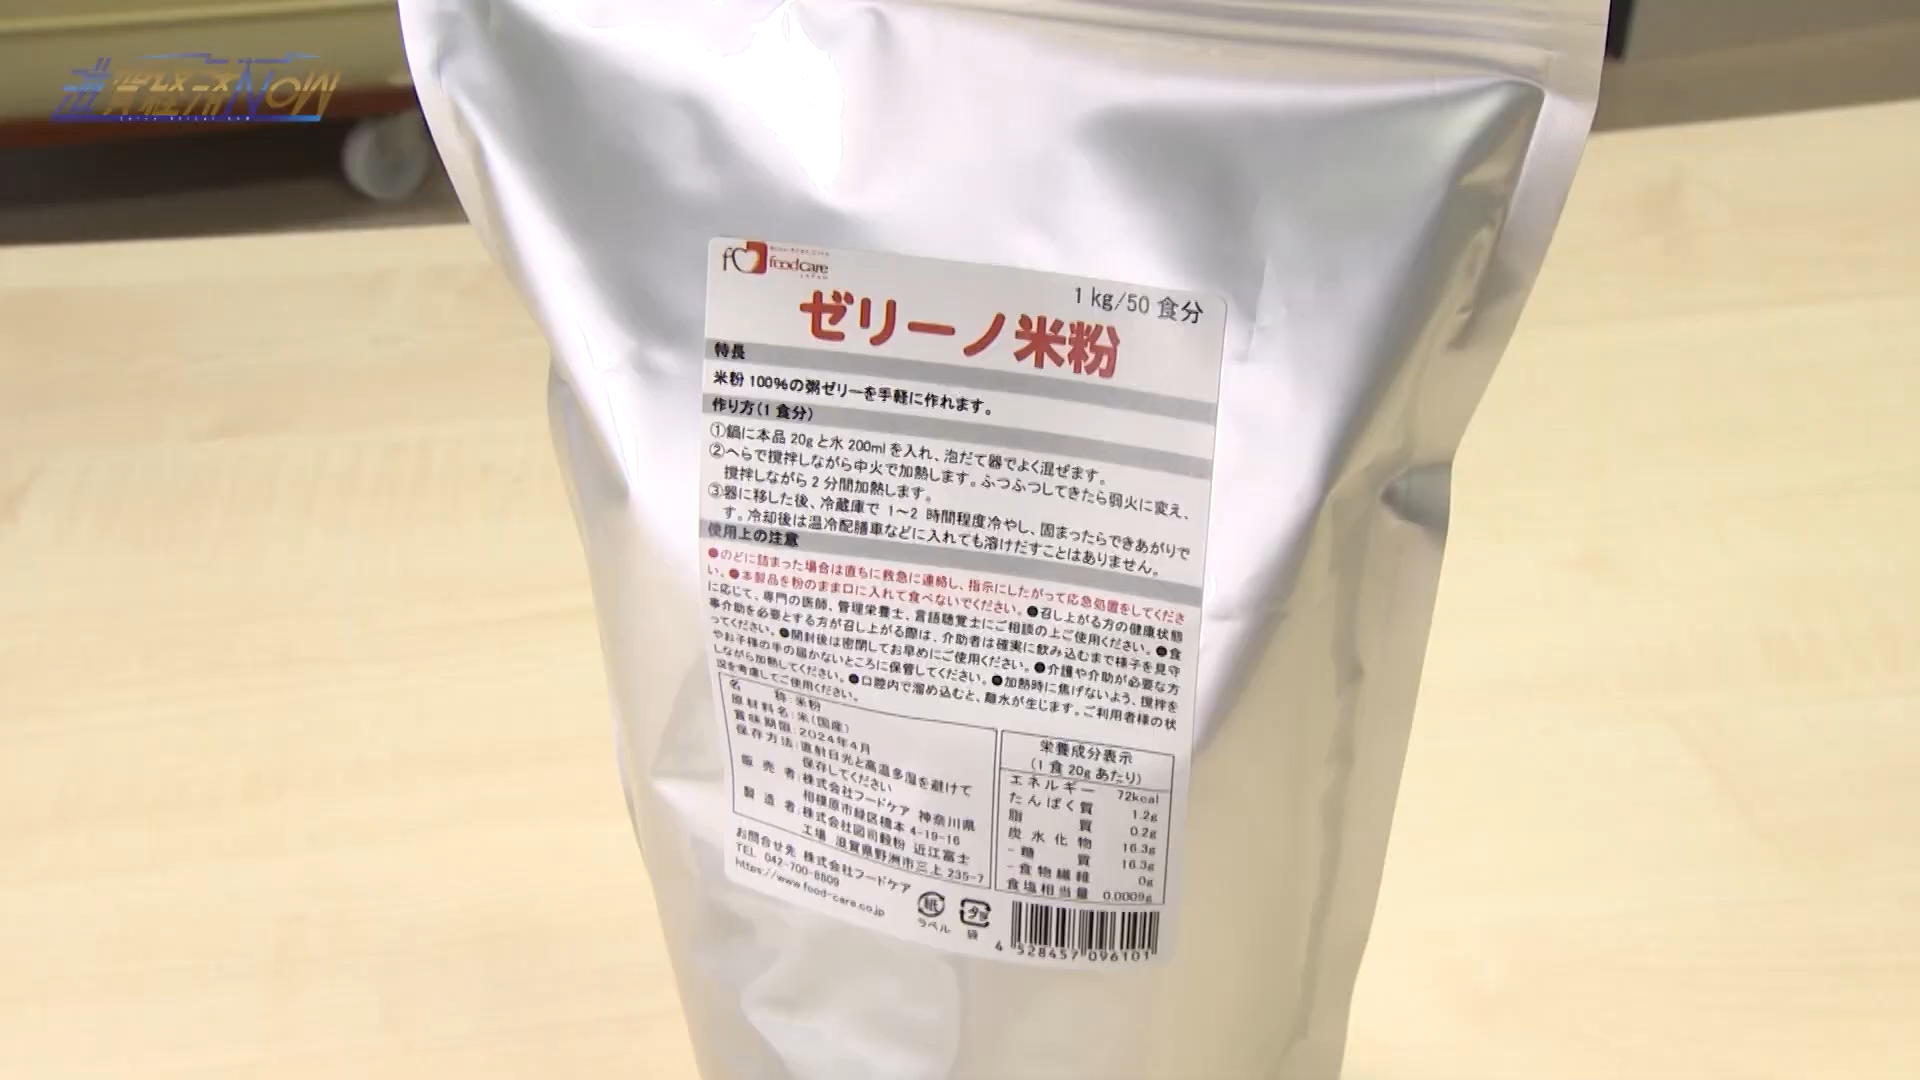 滋賀経済NOW
foodcare
1kg/50食分
ゼリーノ米粉
特長
米粉100%の粥ゼリーを手軽に作れます。
作り方(1食分)
①鍋に本品20gと水200mlを入れ、泡だて器でよく混ぜます。
②へらで撹拌しながら中火で加熱します。ふつふつしてきたら弱火に変え、
撹拌しながら2分間加熱します。
③器に移した後、冷蔵庫で 1~2 時間程度冷やし、固まったらできあがりで
す。冷却後は温冷配膳車などに入れても溶けだすことはありません。
使用上の注意
●のどに詰まった場合は直ちに救急に連絡し、指示にしたがって応急処置をしてくださ
い。●本製品を粉のまま口に入れて食べないでください。●召し上がる方の健康状態
に応じて、専門の医師、管理栄養士、言語聴覚士にご相談の上ご使用ください。●食
事介助を必要とする方が召し上がる際は、介助者は確実に飲み込むまで様子を見守
ってください。●開封後は密閉してお早めにご使用ください。●介護や介助が必要な方
やお子様の手の届かないところに保管してください。●加熱時に焦げないよう、撹拌を
しながら加熱してください。●口腔内で溜め込むと、離水が生じます。ご利用者様の状
況を考慮してご使用ください。
名称:米粉
原材料名:米(国産)
賞味期限:2024年4月
保存方法:直射日光と高温多湿を避けて
保存してください
販売者:株式会社フードケア 神奈川県
相模原市緑区橋本 4-19-16
製造者:株式会社図司穀粉 近江富士
工場 滋賀県野洲市三上 235-7
お問合せ先 株式会社フードケア
TEL 042-700-8809
https://www.food-care.co.jp
栄養成分表示
(1食20gあたり)
エネルギー 72kcal
たんぱく質 1.2g
脂質 0.2g
炭水化物 16.3g
-糖質 16.3g
-食物繊維 0g
食塩相当量 0.0009g
紙
ラベル
プラ
袋
4 528457 096101